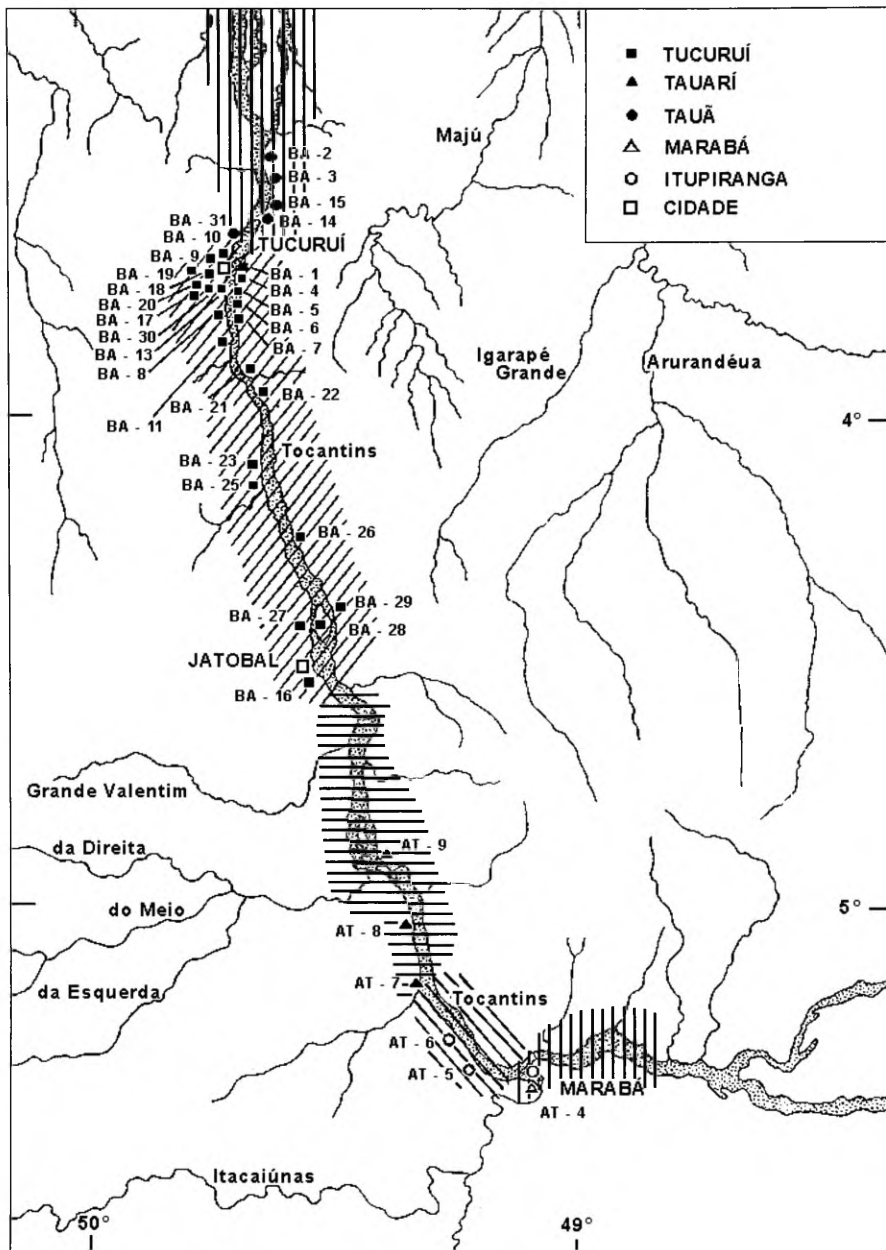 TUCURUÍ
TAUARÍ
TAUÃ
MARABÁ
ITUPIRANGA
CIDADE
Majú
BA - 2
BA - 3
BA - 15
BA - 14
BA - 31
BA - 10
TUCURUÍ
BA - 9
BA - 19
BA - 18
BA - 20
BA - 17
BA - 30
BA - 13
BA - 8
BA - 1
BA - 4
BA - 5
BA - 6
BA - 7
BA - 21
BA - 11
BA - 22
Igarapé
Grande
Arurandéua
4°
Tocantins
BA - 23
BA - 25
BA - 26
BA - 29
BA - 27
BA - 28
JATOBAL
BA - 16
Grande Valentim
da Direita
AT - 9
do Meio
5°
AT - 8
da Esquerda
AT - 7
Tocantins
AT - 6
AT - 5
MARABÁ
AT - 4
Itacaiúnas
50°
49°